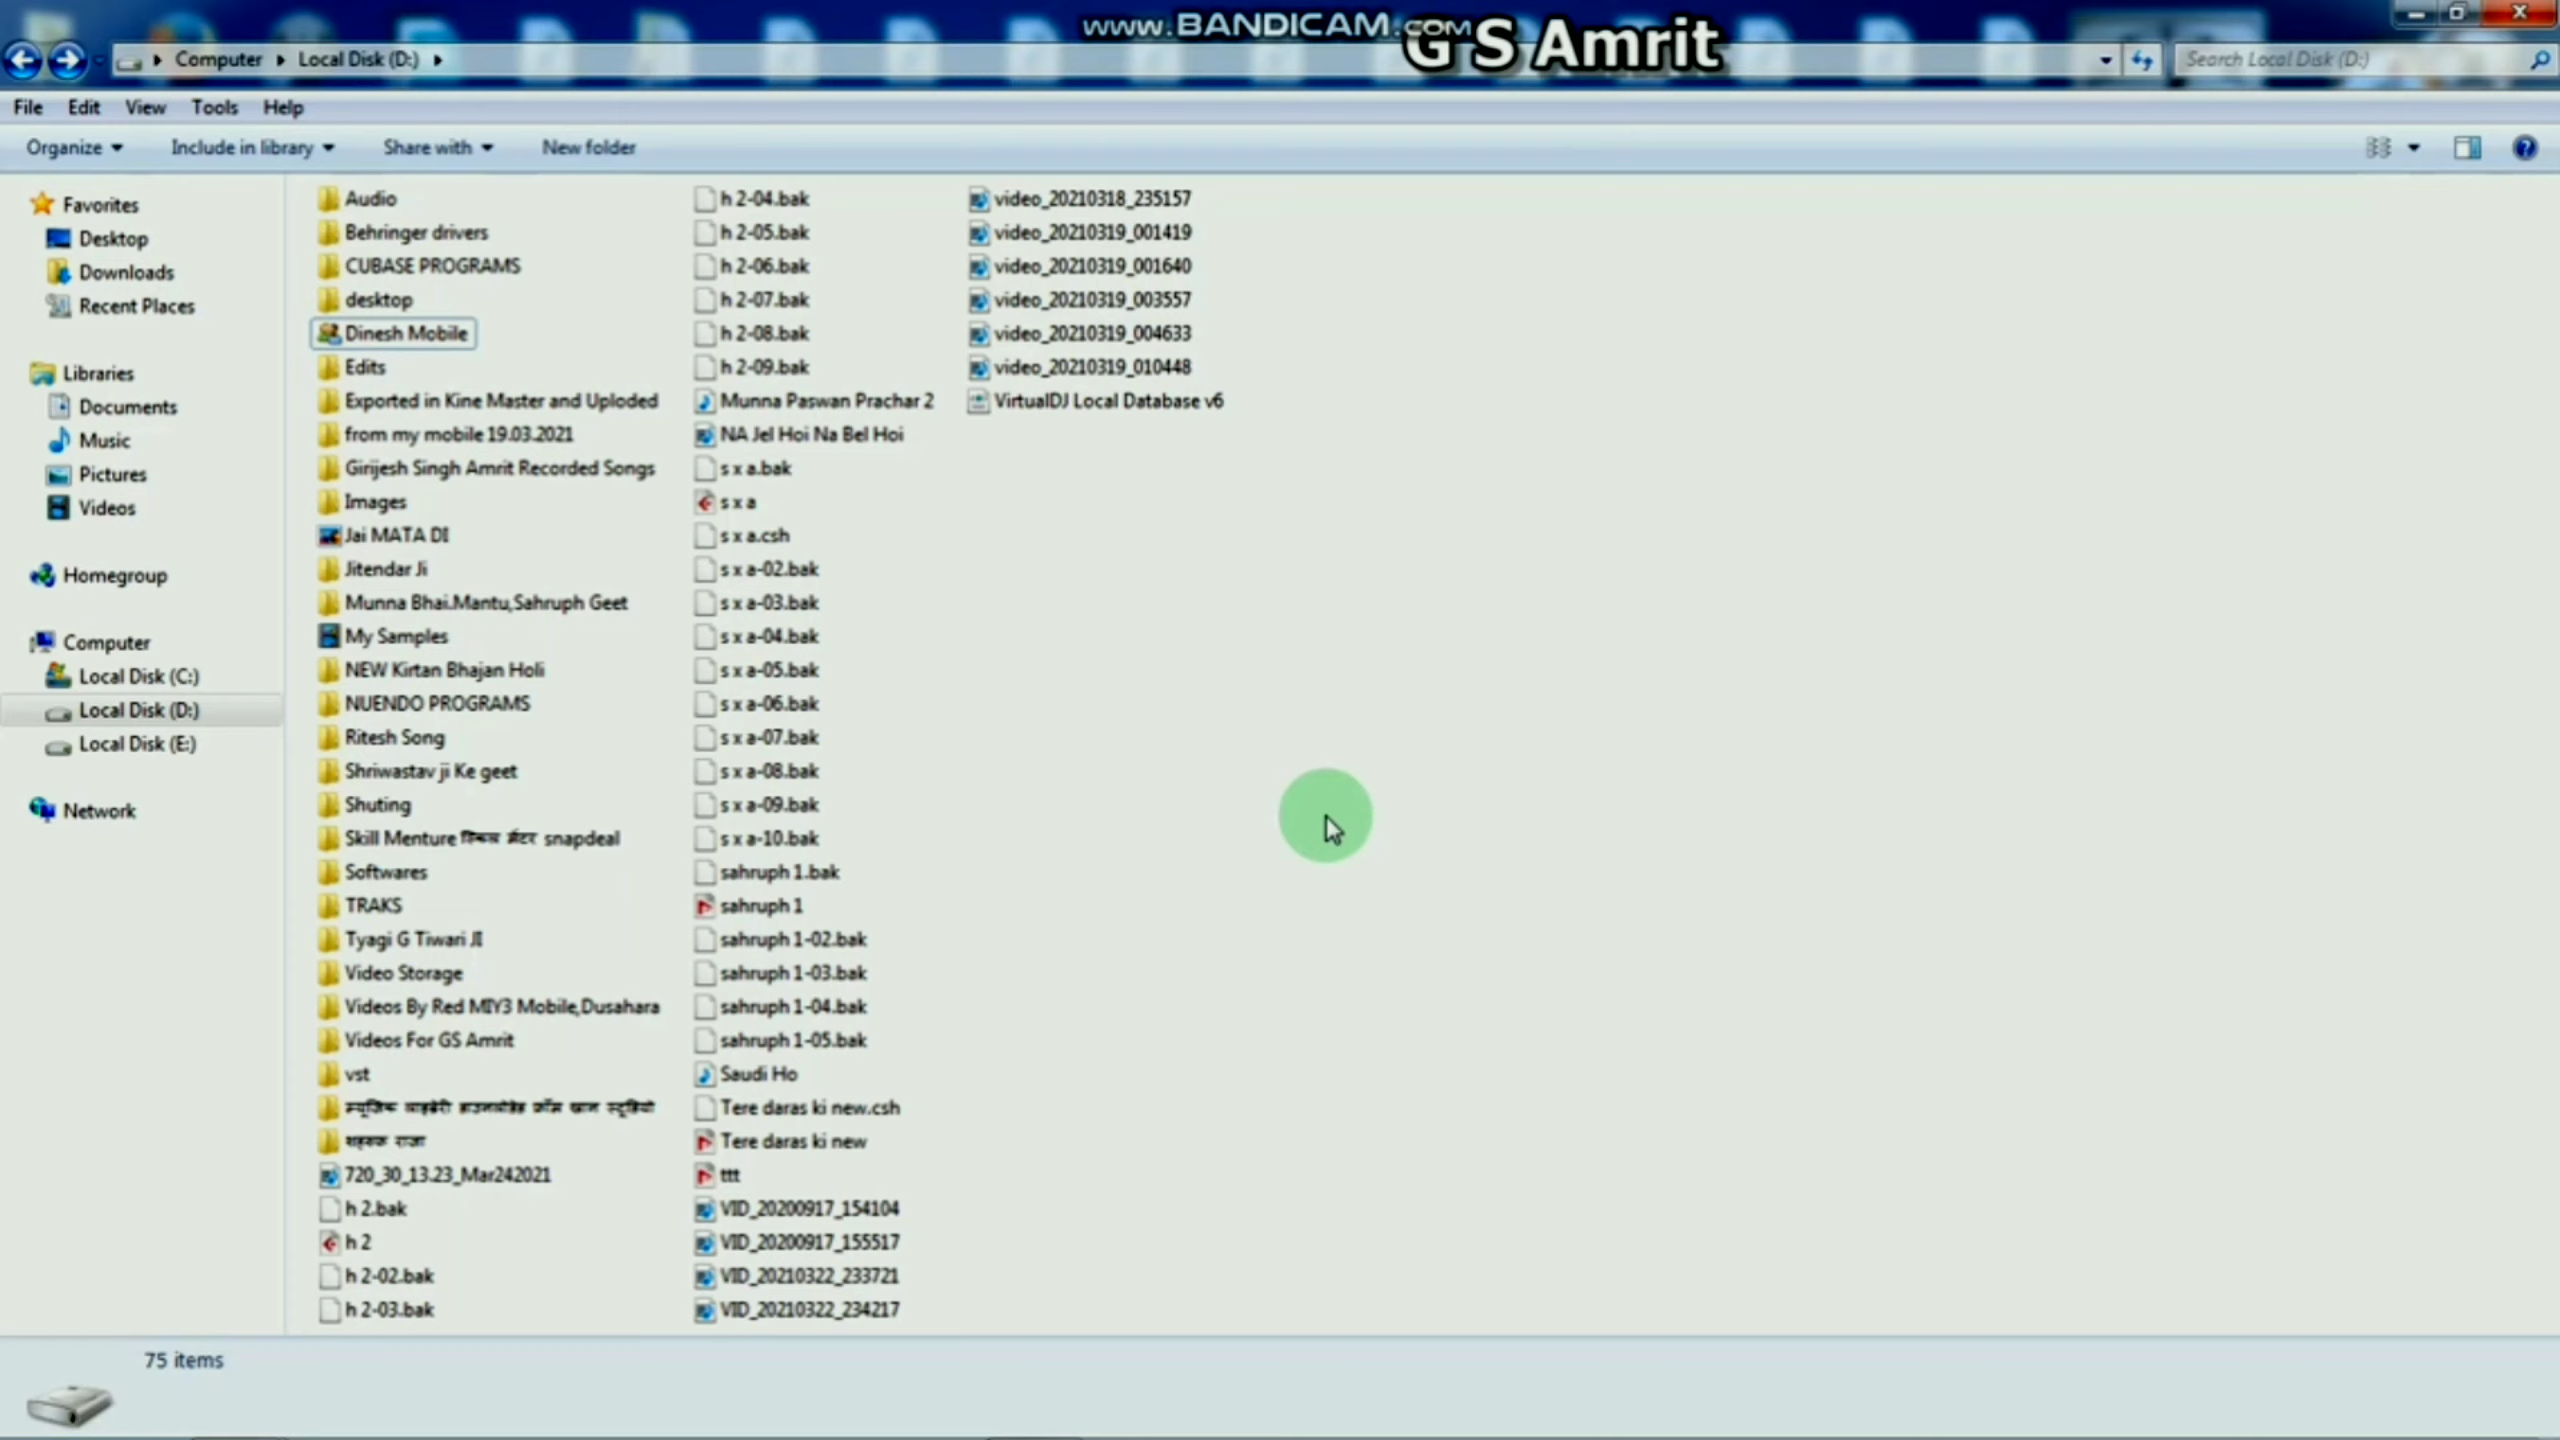 www.BANDICAM.COM
G S Amrit
Computer
Local Disk (D:)
Search Local Disk (D:)
File
Edit
View
Tools
Help
Organize
Include in library
Share with
New folder
Favorites
Desktop
Downloads
Recent Places
Libraries
Documents
Music
Pictures
Videos
Homegroup
Computer
Local Disk (C:)
Local Disk (D:)
Local Disk (E:)
Network
Audio
Behringer drivers
CUBASE PROGRAMS
desktop
Dinesh Mobile
Edits
Exported in Kine Master and Uploded
from my mobile 19.03.2021
Girijesh Singh Amrit Recorded Songs
Images
Jai MATA DI
Jitendar Ji
Munna Bhai.Mantu,Sahruph Geet
My Samples
NEW Kirtan Bhajan Holi
NUENDO PROGRAMS
Ritesh Song
Shriwastav ji Ke geet
Shuting
Skill Menture स्किल मेंटर snapdeal
Softwares
TRAKS
Tyagi G Tiwari JI
Video Storage
Videos By Red MIY3 Mobile,Dusahara
Videos For GS Amrit
vst
म्यूजिक लाइब्रेरी डाउनलोडेड फ्रॉम खान स्टूडियो
राजा
720_30_13.23_Mar242021
h 2.bak
h 2
h 2-02.bak
h 2-03.bak
h 2-04.bak
h 2-05.bak
h 2-06.bak
h 2-07.bak
h 2-08.bak
h 2-09.bak
Munna Paswan Prachar 2
NA Jel Hoi Na Bel Hoi
s x a.bak
s x a
s x a.csh
s x a-02.bak
s x a-03.bak
s x a-04.bak
s x a-05.bak
s x a-06.bak
s x a-07.bak
s x a-08.bak
s x a-09.bak
s x a-10.bak
sahruph 1.bak
sahruph 1
sahruph 1-02.bak
sahruph 1-03.bak
sahruph 1-04.bak
sahruph 1-05.bak
Saudi Ho
Tere daras ki new.csh
Tere daras ki new
ttt
VID_20200917_154104
VID_20200917_155517
VID_20210322_233721
VID_20210322_234217
video_20210318_235157
video_20210319_001419
video_20210319_001640
video_20210319_003557
video_20210319_004633
video_20210319_010448
VirtualDJ Local Database v6
75 items